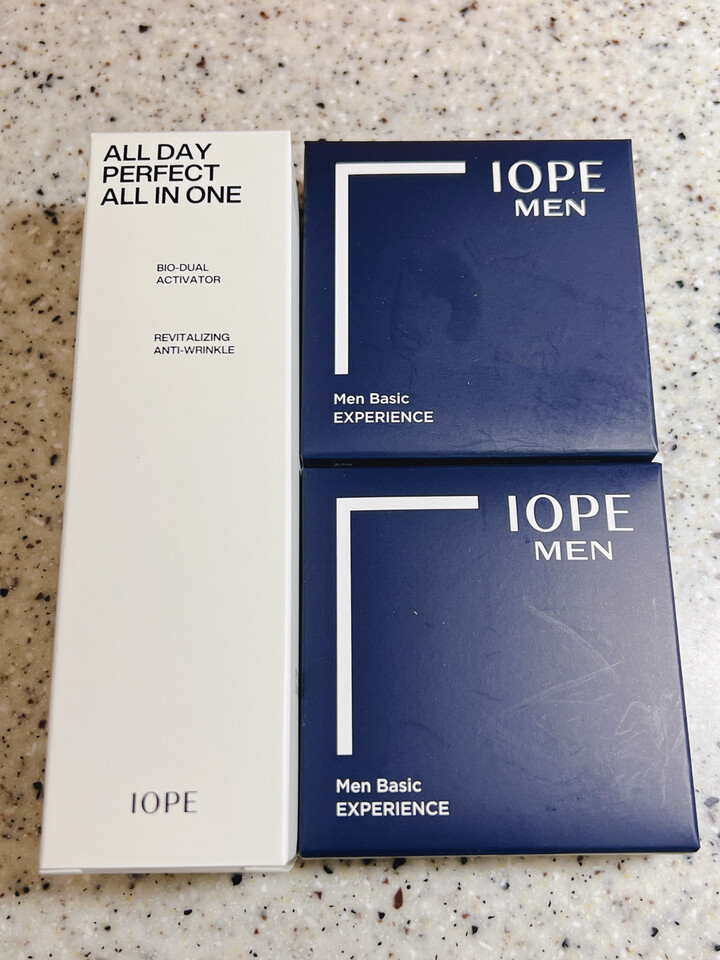 ALL DAY
PERFECT
ALL IN ONE
BIO-DUAL
ACTIVATOR
REVITALIZING
ANTI-WRINKLE
IOPE
IOPE
MEN
Men Basic
EXPERIENCE
IOPE
MEN
Men Basic
EXPERIENCE